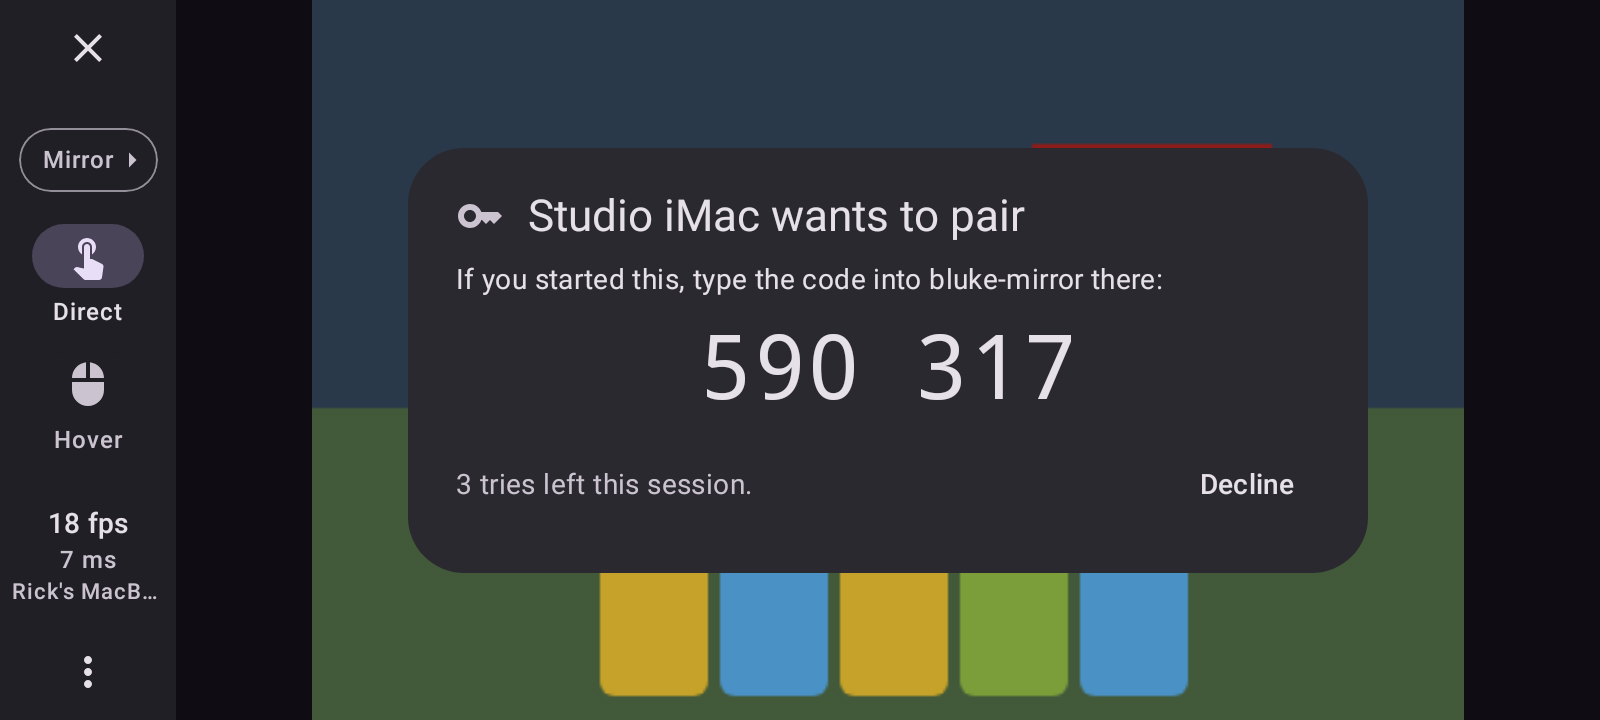 Mirror
Direct
Hover
18 fps
7 ms
Rick's MacB…
Studio iMac wants to pair
If you started this, type the code into bluke-mirror there:
590 317
3 tries left this session.
Decline